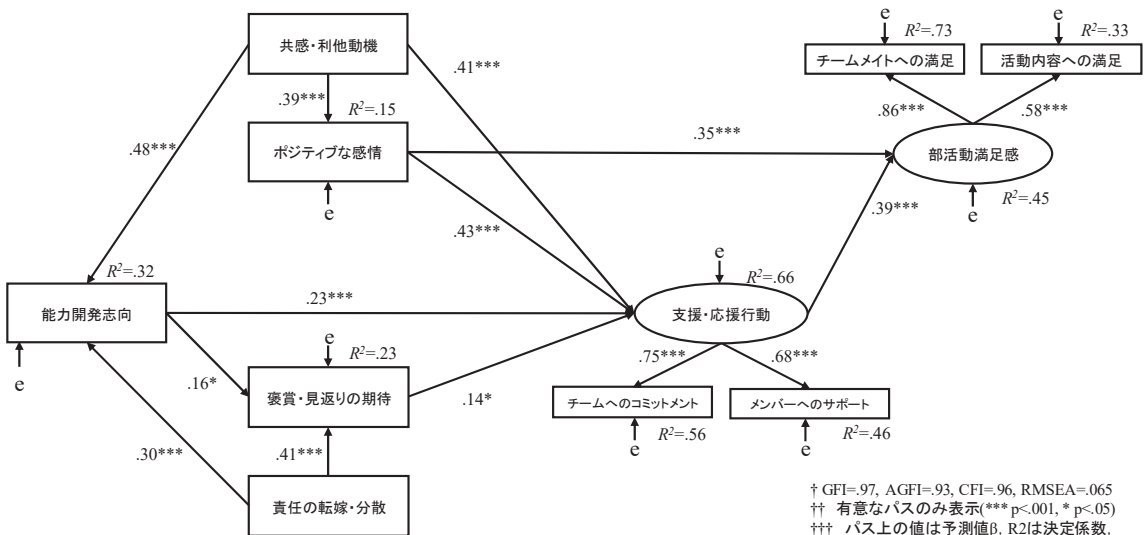 e
R²=.73
e
R²=.33
共感・利他動機
チームメイトへの満足
活動内容への満足
.41***
.39***
R²=.15
.86***
.58***
.48***
ポジティブな感情
.35***
部活動満足感
e
.43***
.39***
e
R²=.45
R²=.32
e
R²=.66
能力開発志向
.23***
支援・応援行動
e
e
R²=.23
.75***
.68***
.16*
褒賞・見返りの期待
.14*
チームへのコミットメント
メンバーへのサポート
.30***
.41***
e
R²=.56
e
R²=.46
責任の転嫁・分散
† GFI=.97, AGFI=.93, CFI=.96, RMSEA=.065
†† 有意なパスのみ表示(*** p<.001, * p<.05)
††† パス上の値は予測値β, R2は決定係数.